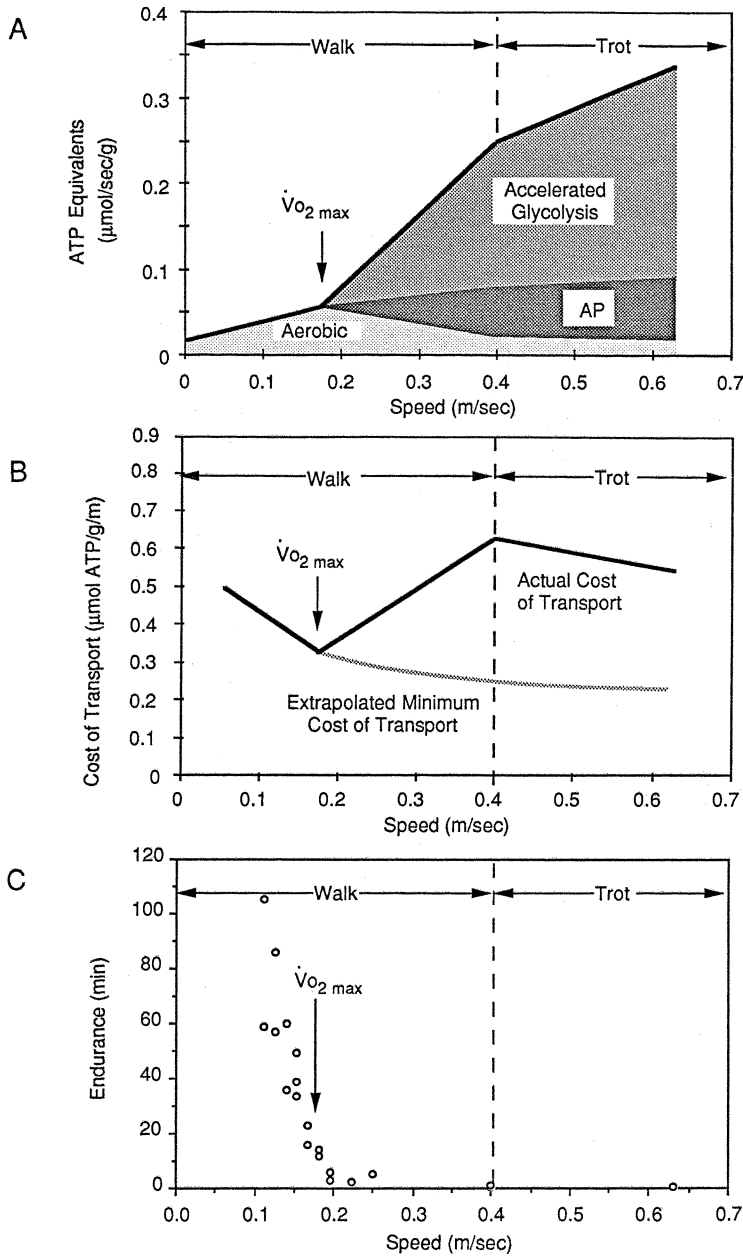 A
0.4
Walk
Trot
0.3
ATP Equivalents
(μmol/sec/g)
Accelerated
Glycolysis
0.2
V̇o2 max
0.1
AP
Aerobic
0
0
0.1
0.2
0.3
0.4
0.5
0.6
0.7
Speed (m/sec)
B
0.9
0.8
Walk
Trot
0.7
Cost of Transport (μmol ATP/g/m)
0.6
V̇o2 max
Actual Cost
of Transport
0.5
0.4
0.3
Extrapolated Minimum
Cost of Transport
0.2
0.1
0
0
0.1
0.2
0.3
0.4
0.5
0.6
0.7
Speed (m/sec)
C
120
Walk
Trot
100
80
V̇o2 max
Endurance (min)
60
40
20
0
0.0
0.1
0.2
0.3
0.4
0.5
0.6
0.7
Speed (m/sec)